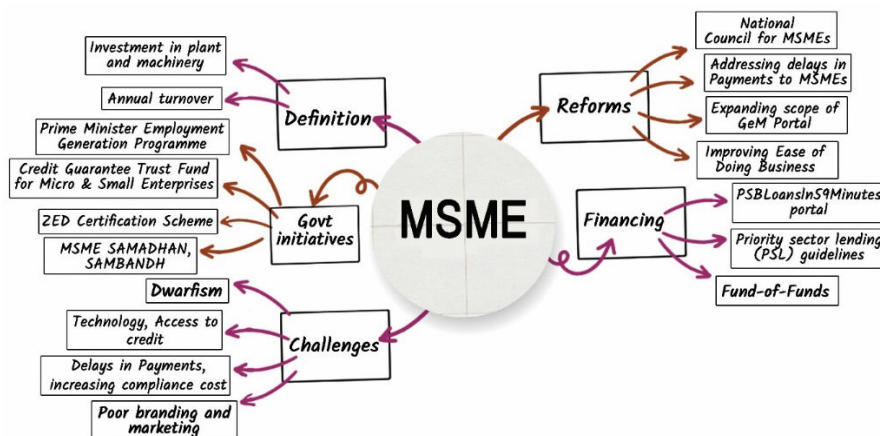 MSME
Definition
Investment in plant
and machinery
Annual turnover
Govt
initiatives
Prime Minister Employment
Generation Programme
Credit Guarantee Trust Fund
for Micro & Small Enterprises
ZED Certification Scheme
MSME SAMADHAN,
SAMBANDH
Challenges
Dwarfism
Technology, Access to
credit
Delays in Payments,
increasing compliance cost
Poor branding and
marketing
Reforms
National
Council for MSMEs
Addressing delays in
Payments to MSMEs
Expanding scope of
GeM Portal
Improving Ease of
Doing Business
Financing
PSBLoansIn59Minutes
portal
Priority sector lending
(PSL) guidelines
Fund-of-Funds